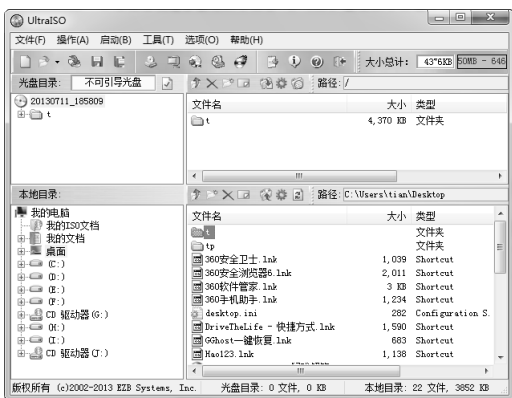 UltraISO
文件(F) 操作(A) 启动(B) 工具(T) 选项(O) 帮助(H)
大小总计: 43%6KB 50MB - 646
光盘目录: 不可引导光盘 路径: /
20130711_185809
t
文件名 大小 类型
t 4,370 KB 文件夹
本地目录: 路径: C:\Users\tian\Desktop
我的电脑
我的ISO文档
我的文档
桌面
(C:)
(D:)
(E:)
(F:)
CD 驱动器(G:)
(H:)
(I:)
CD 驱动器(J:)
文件名 大小 类型
t 文件夹
tp 文件夹
360安全卫士.lnk 1,039 Shortcut
360安全浏览器6.lnk 2,011 Shortcut
360软件管家.lnk 3 KB Shortcut
360手机助手.lnk 1,234 Shortcut
desktop.ini 282 Configuration S.
DriveTheLife - 快捷方式.lnk 1,590 Shortcut
GGhost一键恢复.lnk 683 Shortcut
Hao123.lnk 1,138 Shortcut
版权所有 (c)2002-2013 EZB Systems, Inc. 光盘目录: 0 文件, 0 KB 本地目录: 22 文件, 3852 KB